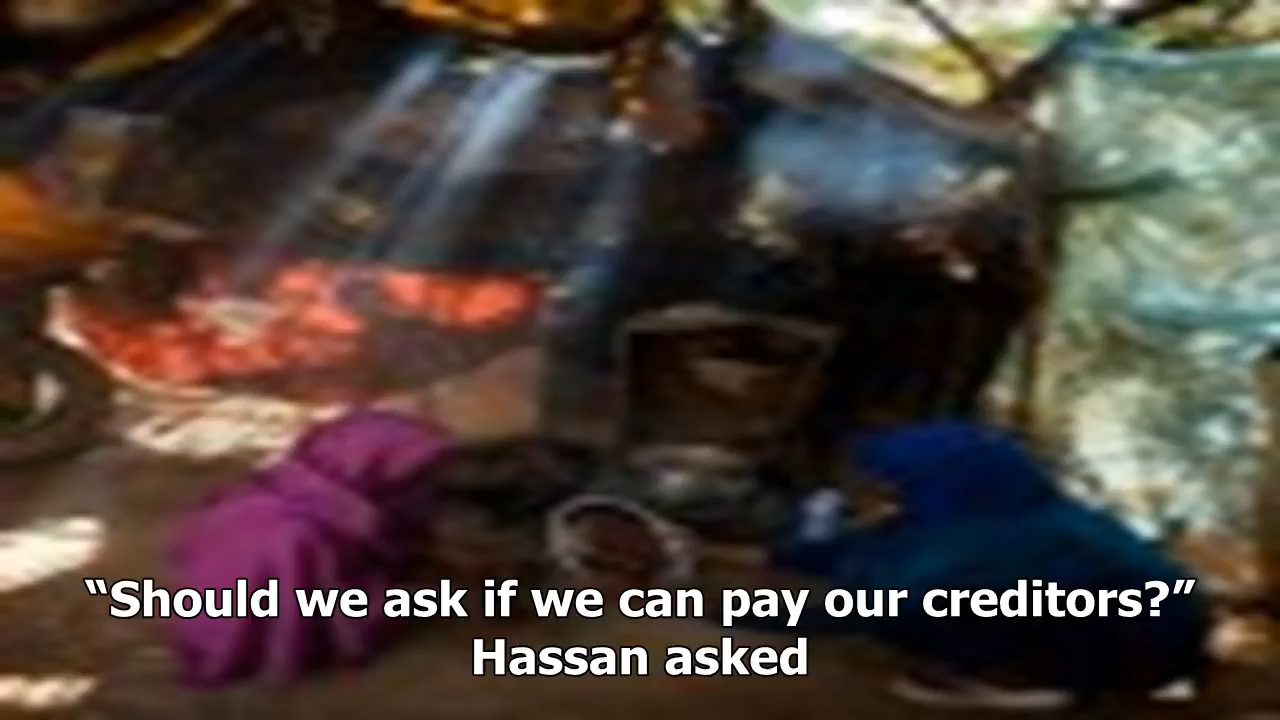 “Should we ask if we can pay our creditors?”
Hassan asked